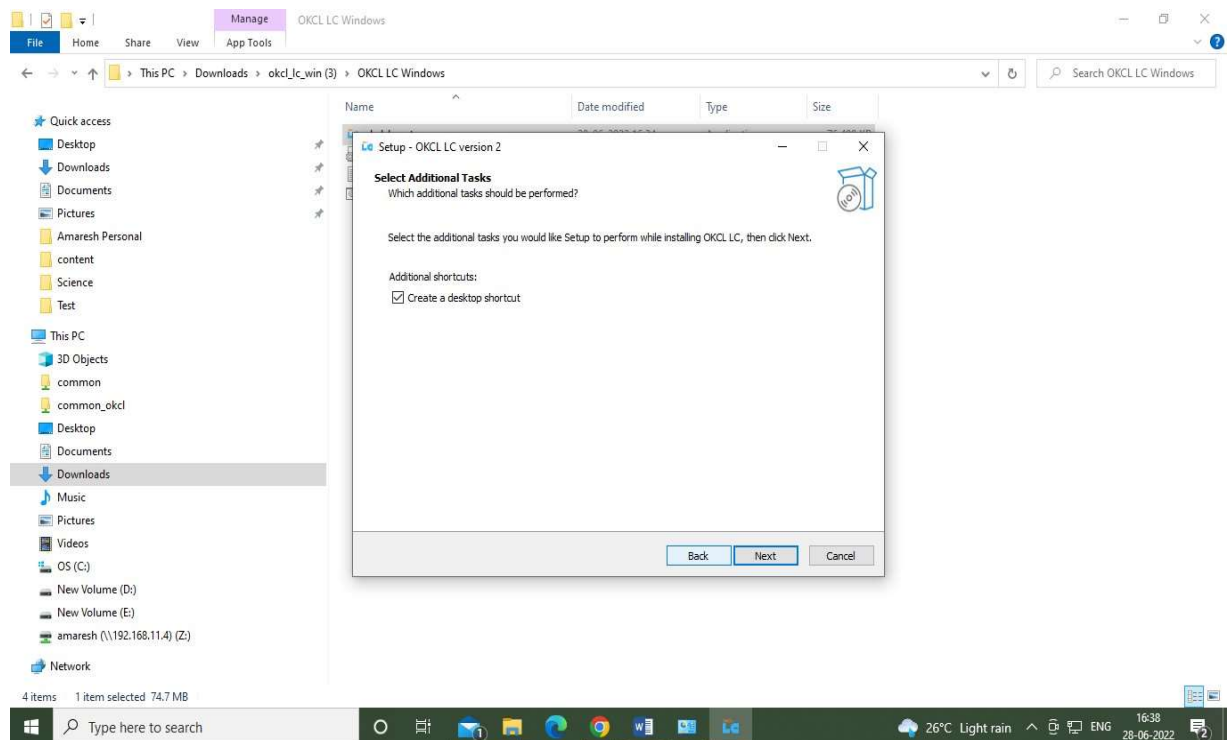 Manage OKCL LC Windows
File Home Share View App Tools
This PC > Downloads > okcl_lc_win (3) > OKCL LC Windows
Search OKCL LC Windows
Name Date modified Type Size
Quick access
Desktop
Downloads
Documents
Pictures
Amaresh Personal
content
Science
Test
This PC
3D Objects
common
common_okcl
Desktop
Documents
Downloads
Music
Pictures
Videos
OS (C:)
New Volume (D:)
New Volume (E:)
amaresh (\\192.168.11.4) (Z:)
Network
Lc Setup - OKCL LC version 2
Select Additional Tasks
Which additional tasks should be performed?
Select the additional tasks you would like Setup to perform while installing OKCL LC, then click Next.
Additional shortcuts:
Create a desktop shortcut
Back Next Cancel
4 items 1 item selected 74.7 MB
Type here to search
26°C Light rain ENG 16:38
28-06-2022